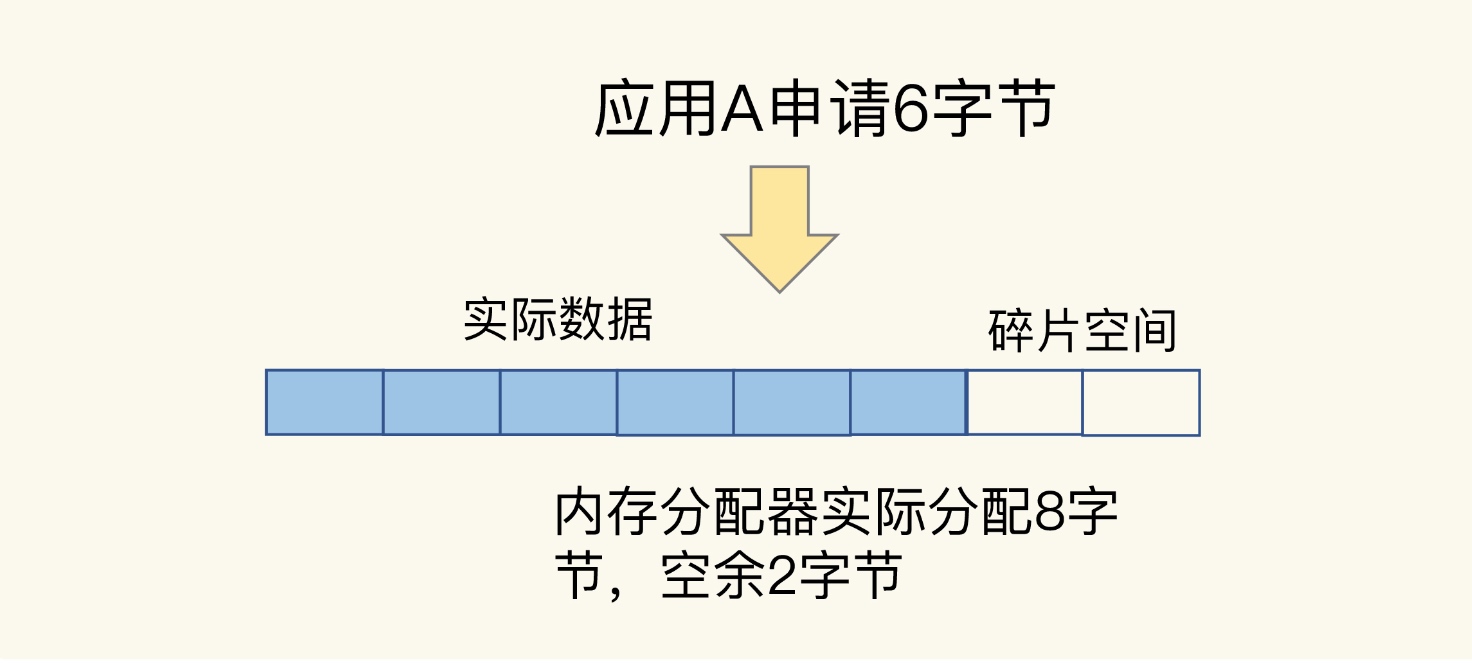 应用A申请6字节
实际数据
碎片空间
内存分配器实际分配8字
节，空余2字节